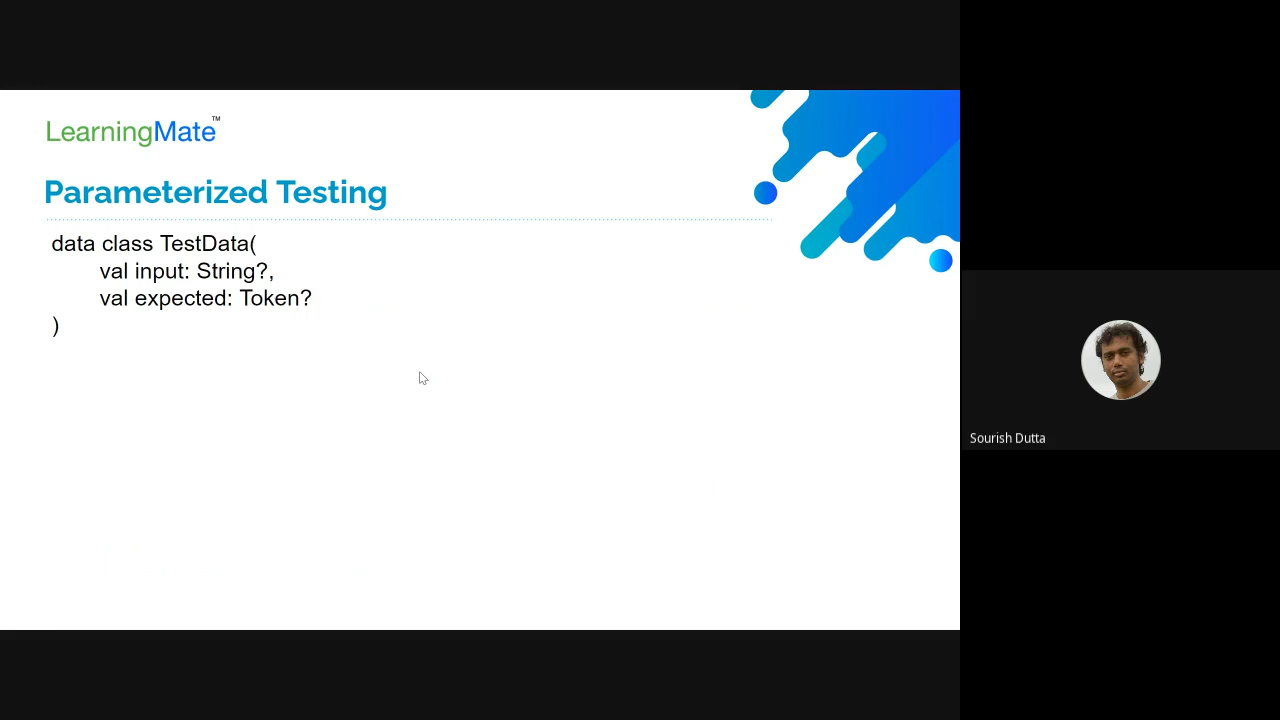 LearningMate™
Parameterized Testing
data class TestData(
val input: String?,
val expected: Token?
)
Sourish Dutta